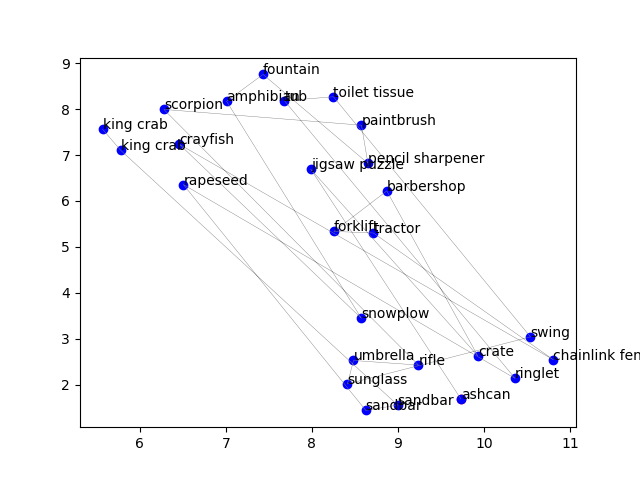 9
fountain
toilet tissue
amphibian
tub
scorpion
8
paintbrush
king crab
crayfish
king crab
pencil sharpener
7
jigsaw puzzle
rapeseed
barbershop
6
forklift
tractor
5
4
snowplow
3
swing
umbrella
rifle
crate
chainlink fen
sunglass
ringlet
2
ashcan
sandbar
sandbar
6 7 8 9 10 11